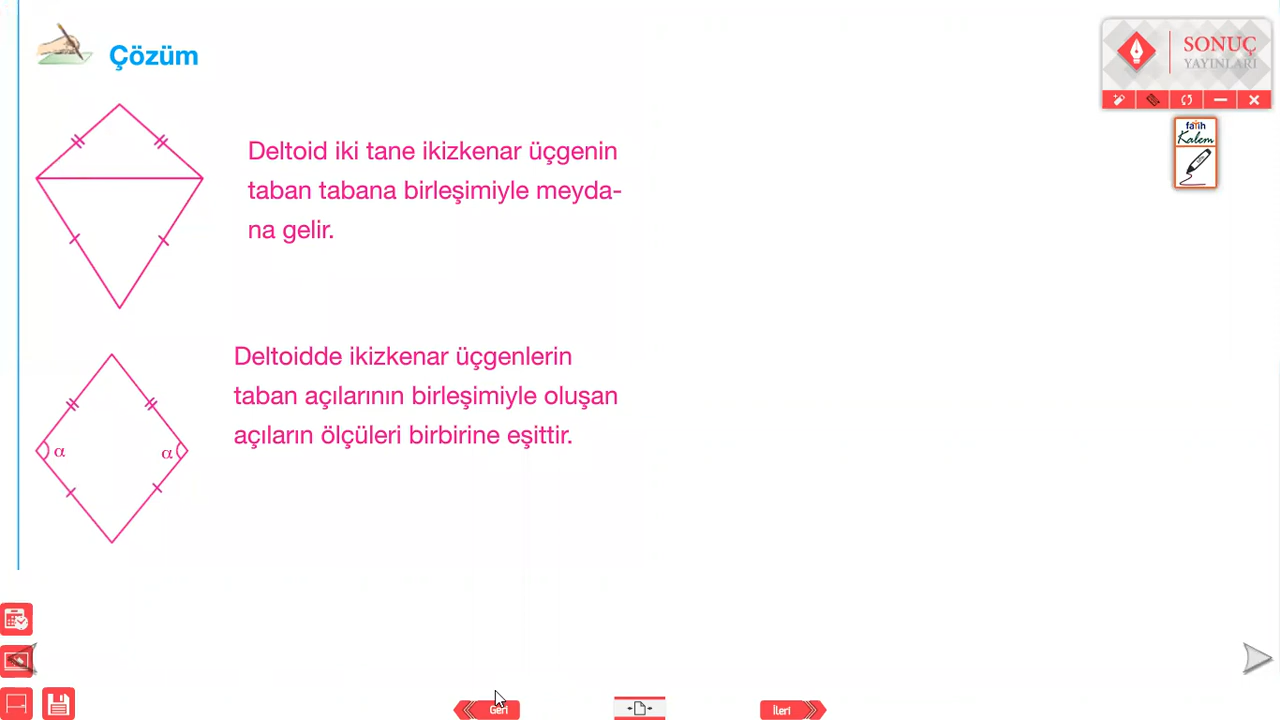 Çözüm
SONUÇ
YAYINLARI
fatih
Kalem
Deltoid iki tane ikizkenar üçgenin
taban tabana birleşimiyle meyda-
na gelir.
Deltoidde ikizkenar üçgenlerin
taban açılarının birleşimiyle oluşan
açıların ölçüleri birbirine eşittir.
α α
Geri
İleri